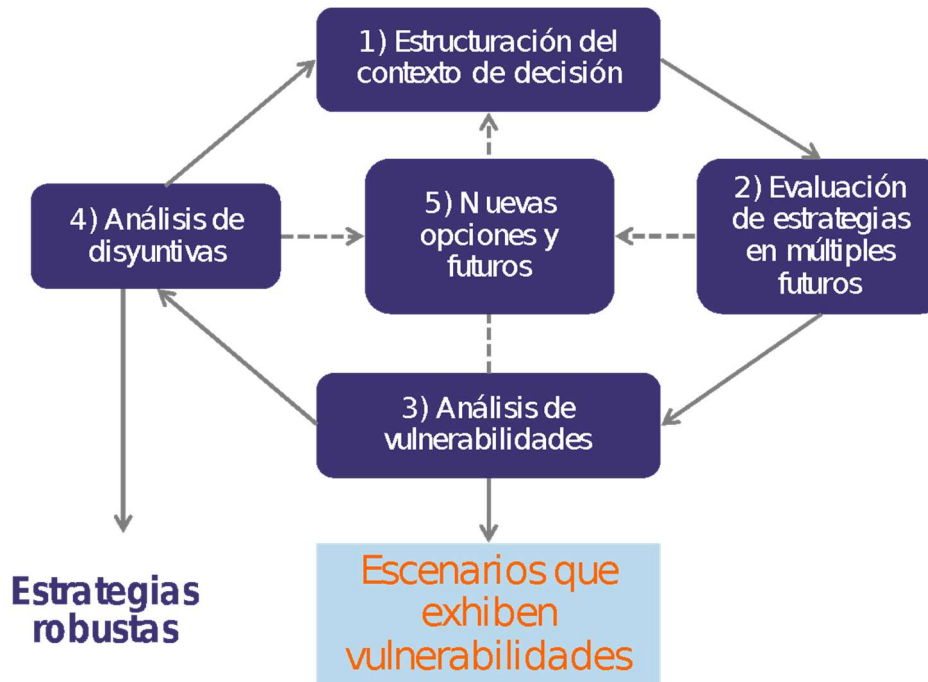 1) Estructuración del
contexto de decisión
4) Análisis de
disyuntivas
5) Nuevas
opciones y
futuros
2) Evaluación
de estrategias
en múltiples
futuros
3) Análisis de
vulnerabilidades
Estrategias
robustas
Escenarios que
exhiben
vulnerabilidades